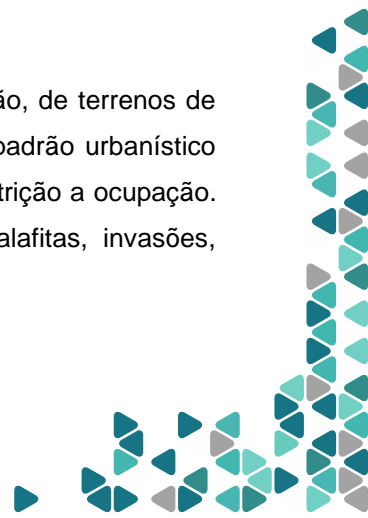 ão, de terrenos de
padrão urbanístico
trição a ocupação.
alafitas, invasões,